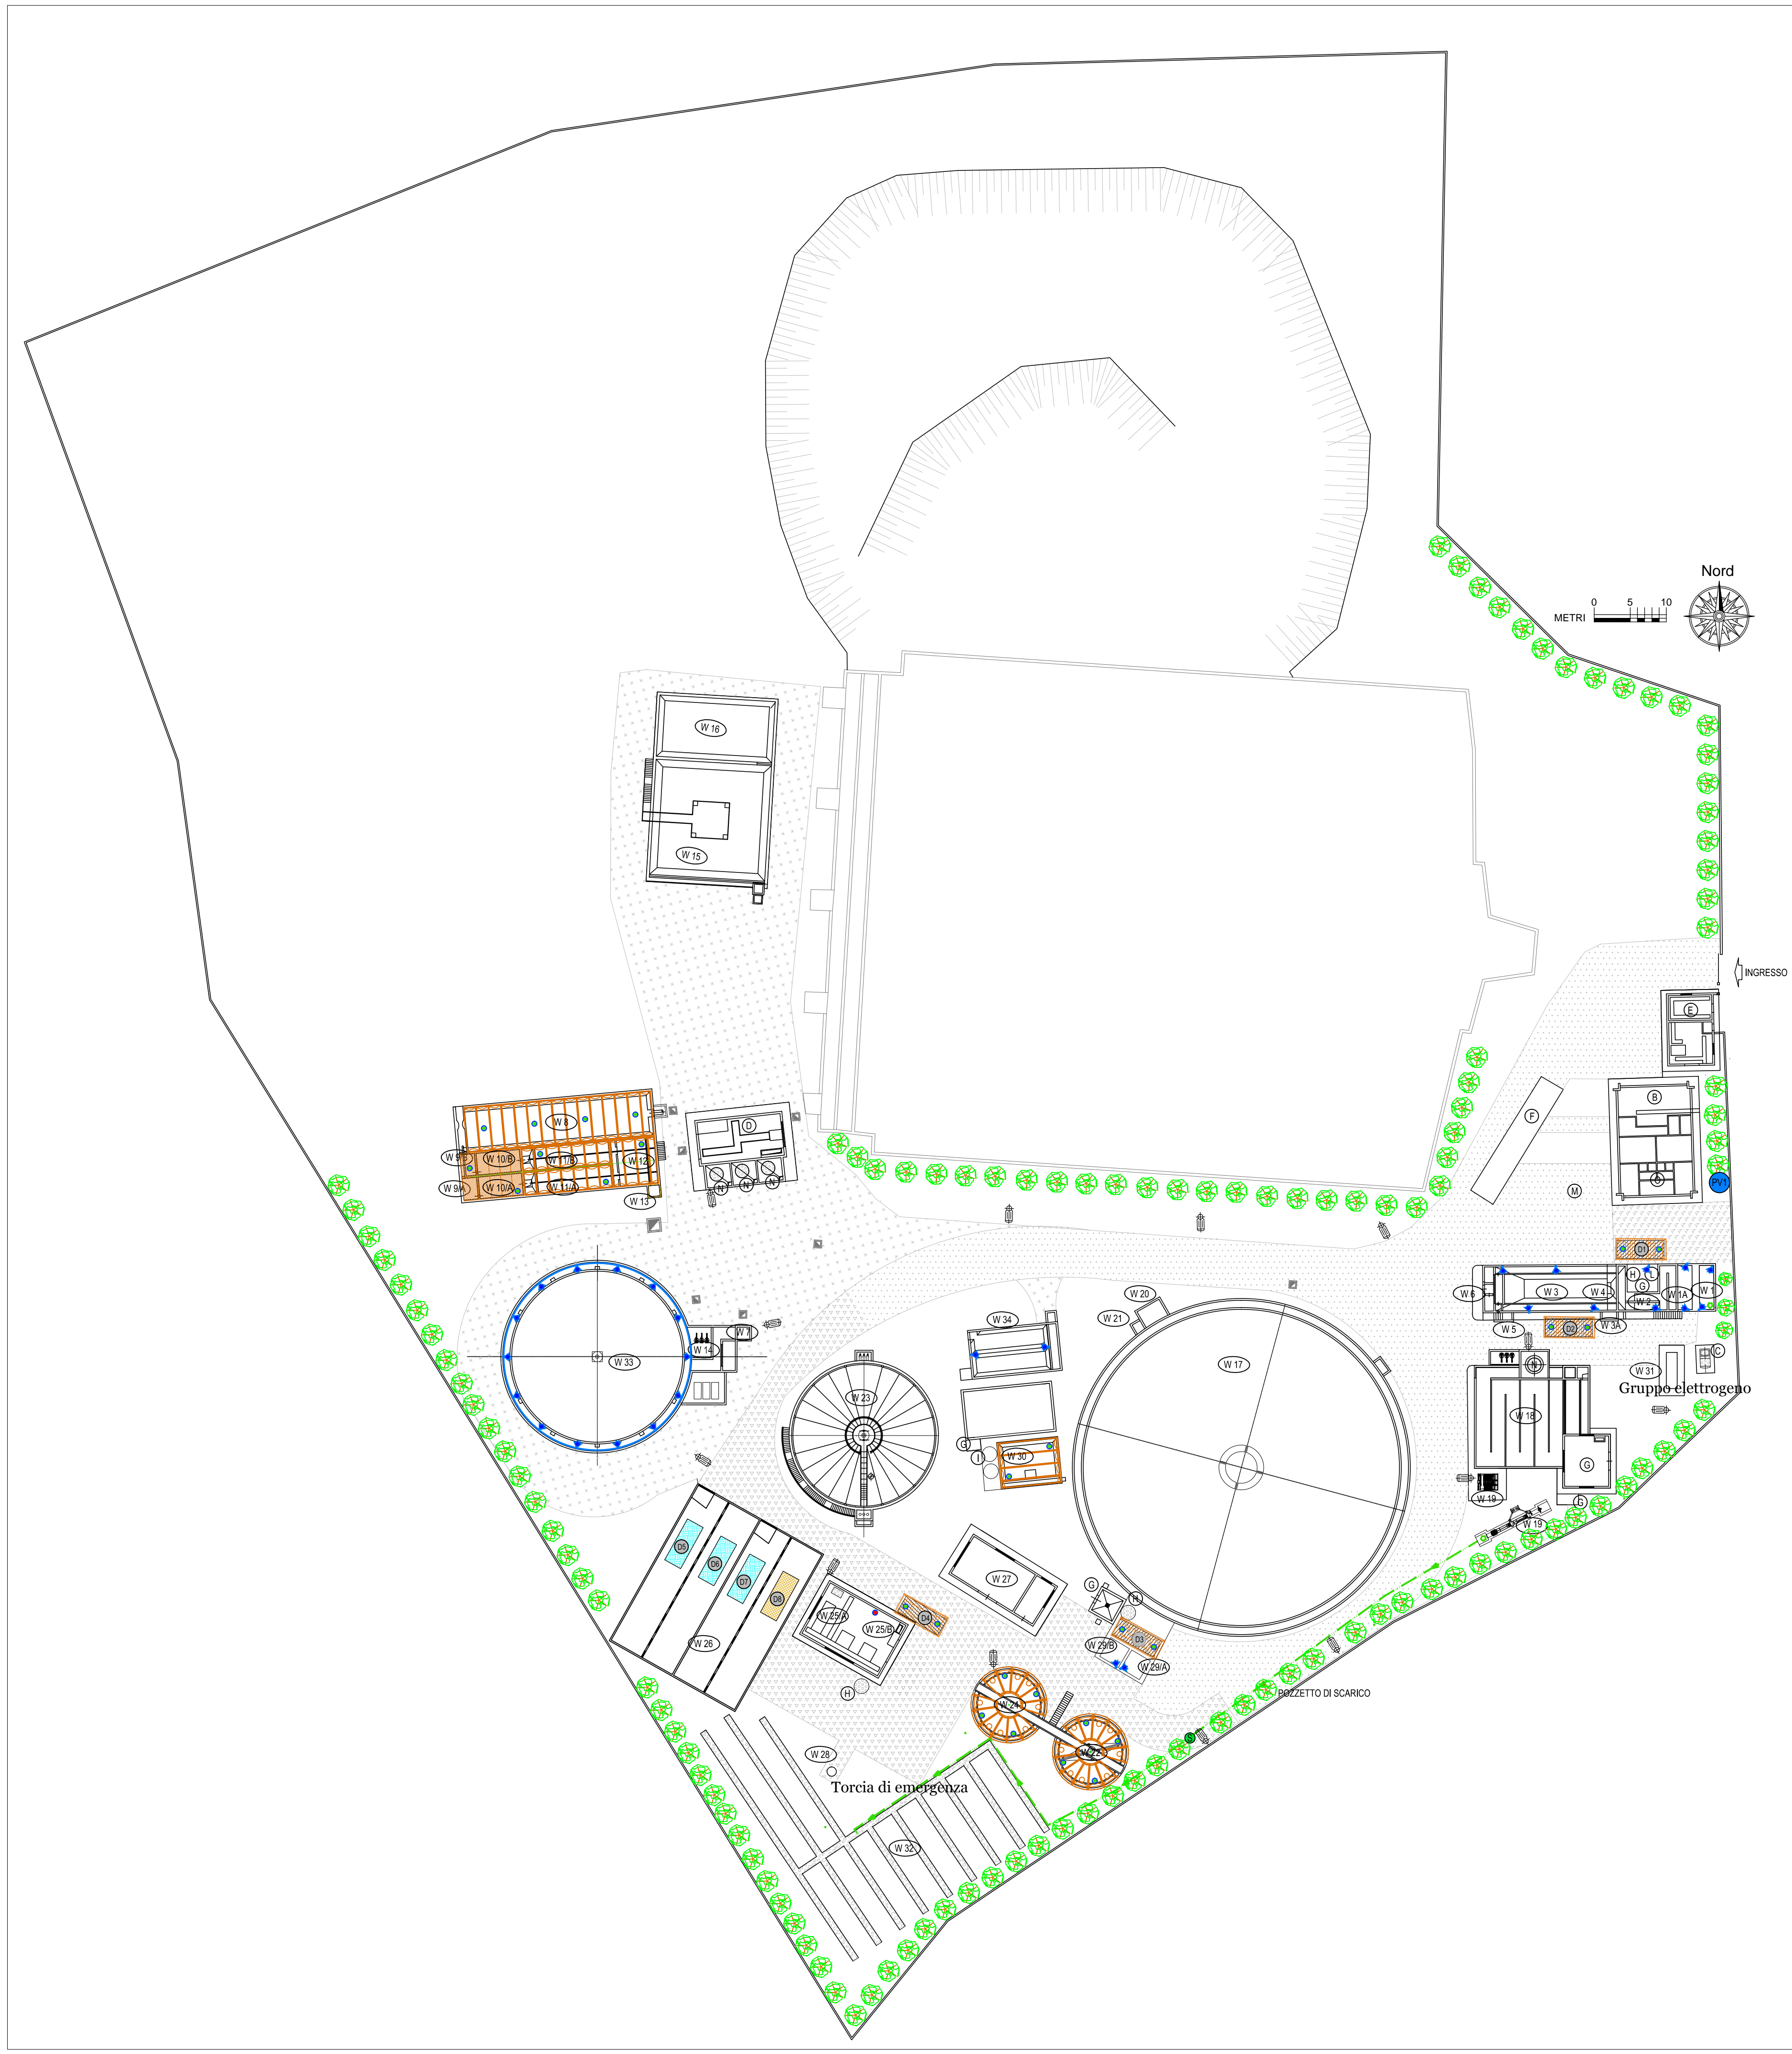 Nord
0 5 10
METRI
W 16
W 15
INGRESSO
E
B
F
D
W 8
W 9/B
W 10/B
W 11/B
W 12
W 9/A
W 10/A
W 11/A
W 13
N
N
N
M
O
PV1
D1
W 20
W 21
W 34
W 6
W 3
W 4
H
L
G
W 2
W 1A
W 1
W 5
D2
W 3A
W 7
W 14
W 33
W 17
N
W 31
C
Gruppo elettrogeno
W 23
W 18
G
I
W 30
G
W 19
G
W 19
D5
D6
D7
D8
W 27
G
H
W 25/A
W 25/B
D4
W 26
D3
W 29/B
W 29/A
H
POZZETTO DI SCARICO
W 24
S
W 22
W 28
Torcia di emergenza
W 32